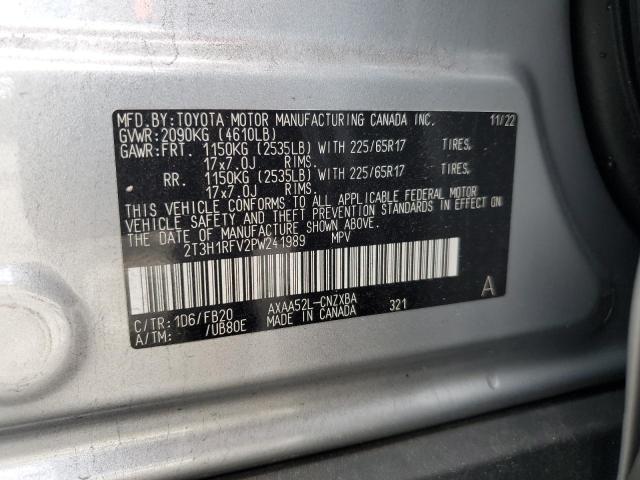 MFD.BY:TOYOTA MOTOR MANUFACTURING CANADA INC. 11/22
GVWR:2090KG (4610LB)
GAWR:FRT. 1150KG (2535LB) WITH 225/65R17 TIRES,
17x7.0J RIMS.
RR. 1150KG (2535LB) WITH 225/65R17 TIRES,
17x7.0J RIMS.
THIS VEHICLE CONFORMS TO ALL APPLICABLE FEDERAL MOTOR
VEHICLE SAFETY AND THEFT PREVENTION STANDARDS IN EFFECT ON
THE DATE OF MANUFACTURE SHOWN ABOVE.
2T3H1RFV2PW241989 MPV
C/TR:1D6/FB20 AXAA52L-CNZXBA A
A/TM: /UB80E MADE IN CANADA 321